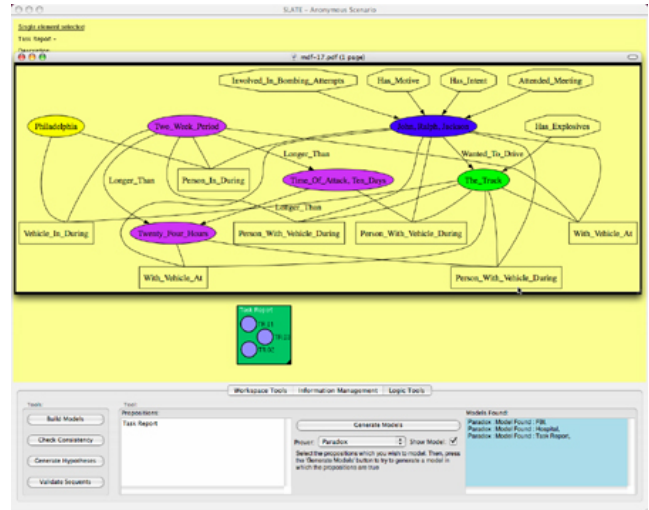 SLATE - Anonymous Scenario
Single element selected
Task Report -
mdf-17.pdf (1 page)
Involved_In_Bombing_Attempts
Has_Motive
Has_Intent
Attended_Meeting
Philadelphia
Two_Week_Period
Has_Explosives
Longer_Than
Wanted_To_Drive
Longer_Than
Person_In_During
Time_Of_Attack_Ten_Days
The_Truck
Longer_Than
Vehicle_In_During
Twenty_Four_Hours
Person_With_Vehicle_During
Person_With_Vehicle_During
With_Vehicle_At
With_Vehicle_At
Person_With_Vehicle_During
Task Report
Workspace Tools
Information Management
Logic Tools
Tools:
Tool:
Build Models
Check Consistency
Generate Hypotheses
Validate Sequents
Propositions:
Task Report
Generate Models
Prover:
Paradox
Show Model:
Select the propositions which you wish to model. Then, press
the 'Generate Models' button to try to generate a model in
which the propositions are true
Models Found:
Paradox : Model Found : FBI,
Paradox : Model Found : Hospital,
Paradox : Model Found : Task Report,